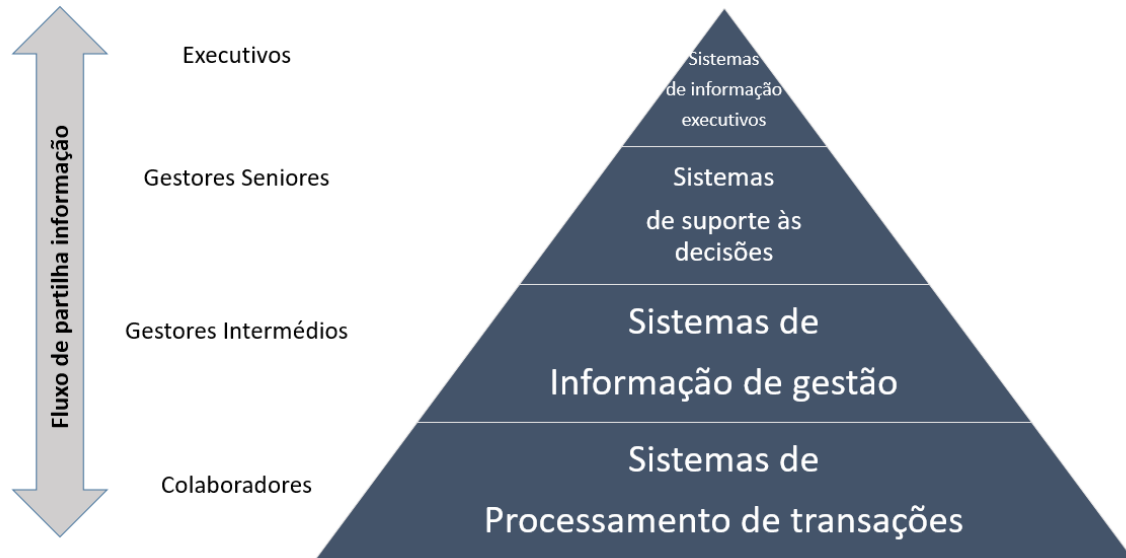 Fluxo de partilha informação
Executivos
Sistemas
de informação
executivos
Gestores Seniores
Sistemas
de suporte às
decisões
Gestores Intermédios
Sistemas de
Informação de gestão
Colaboradores
Sistemas de
Processamento de transações